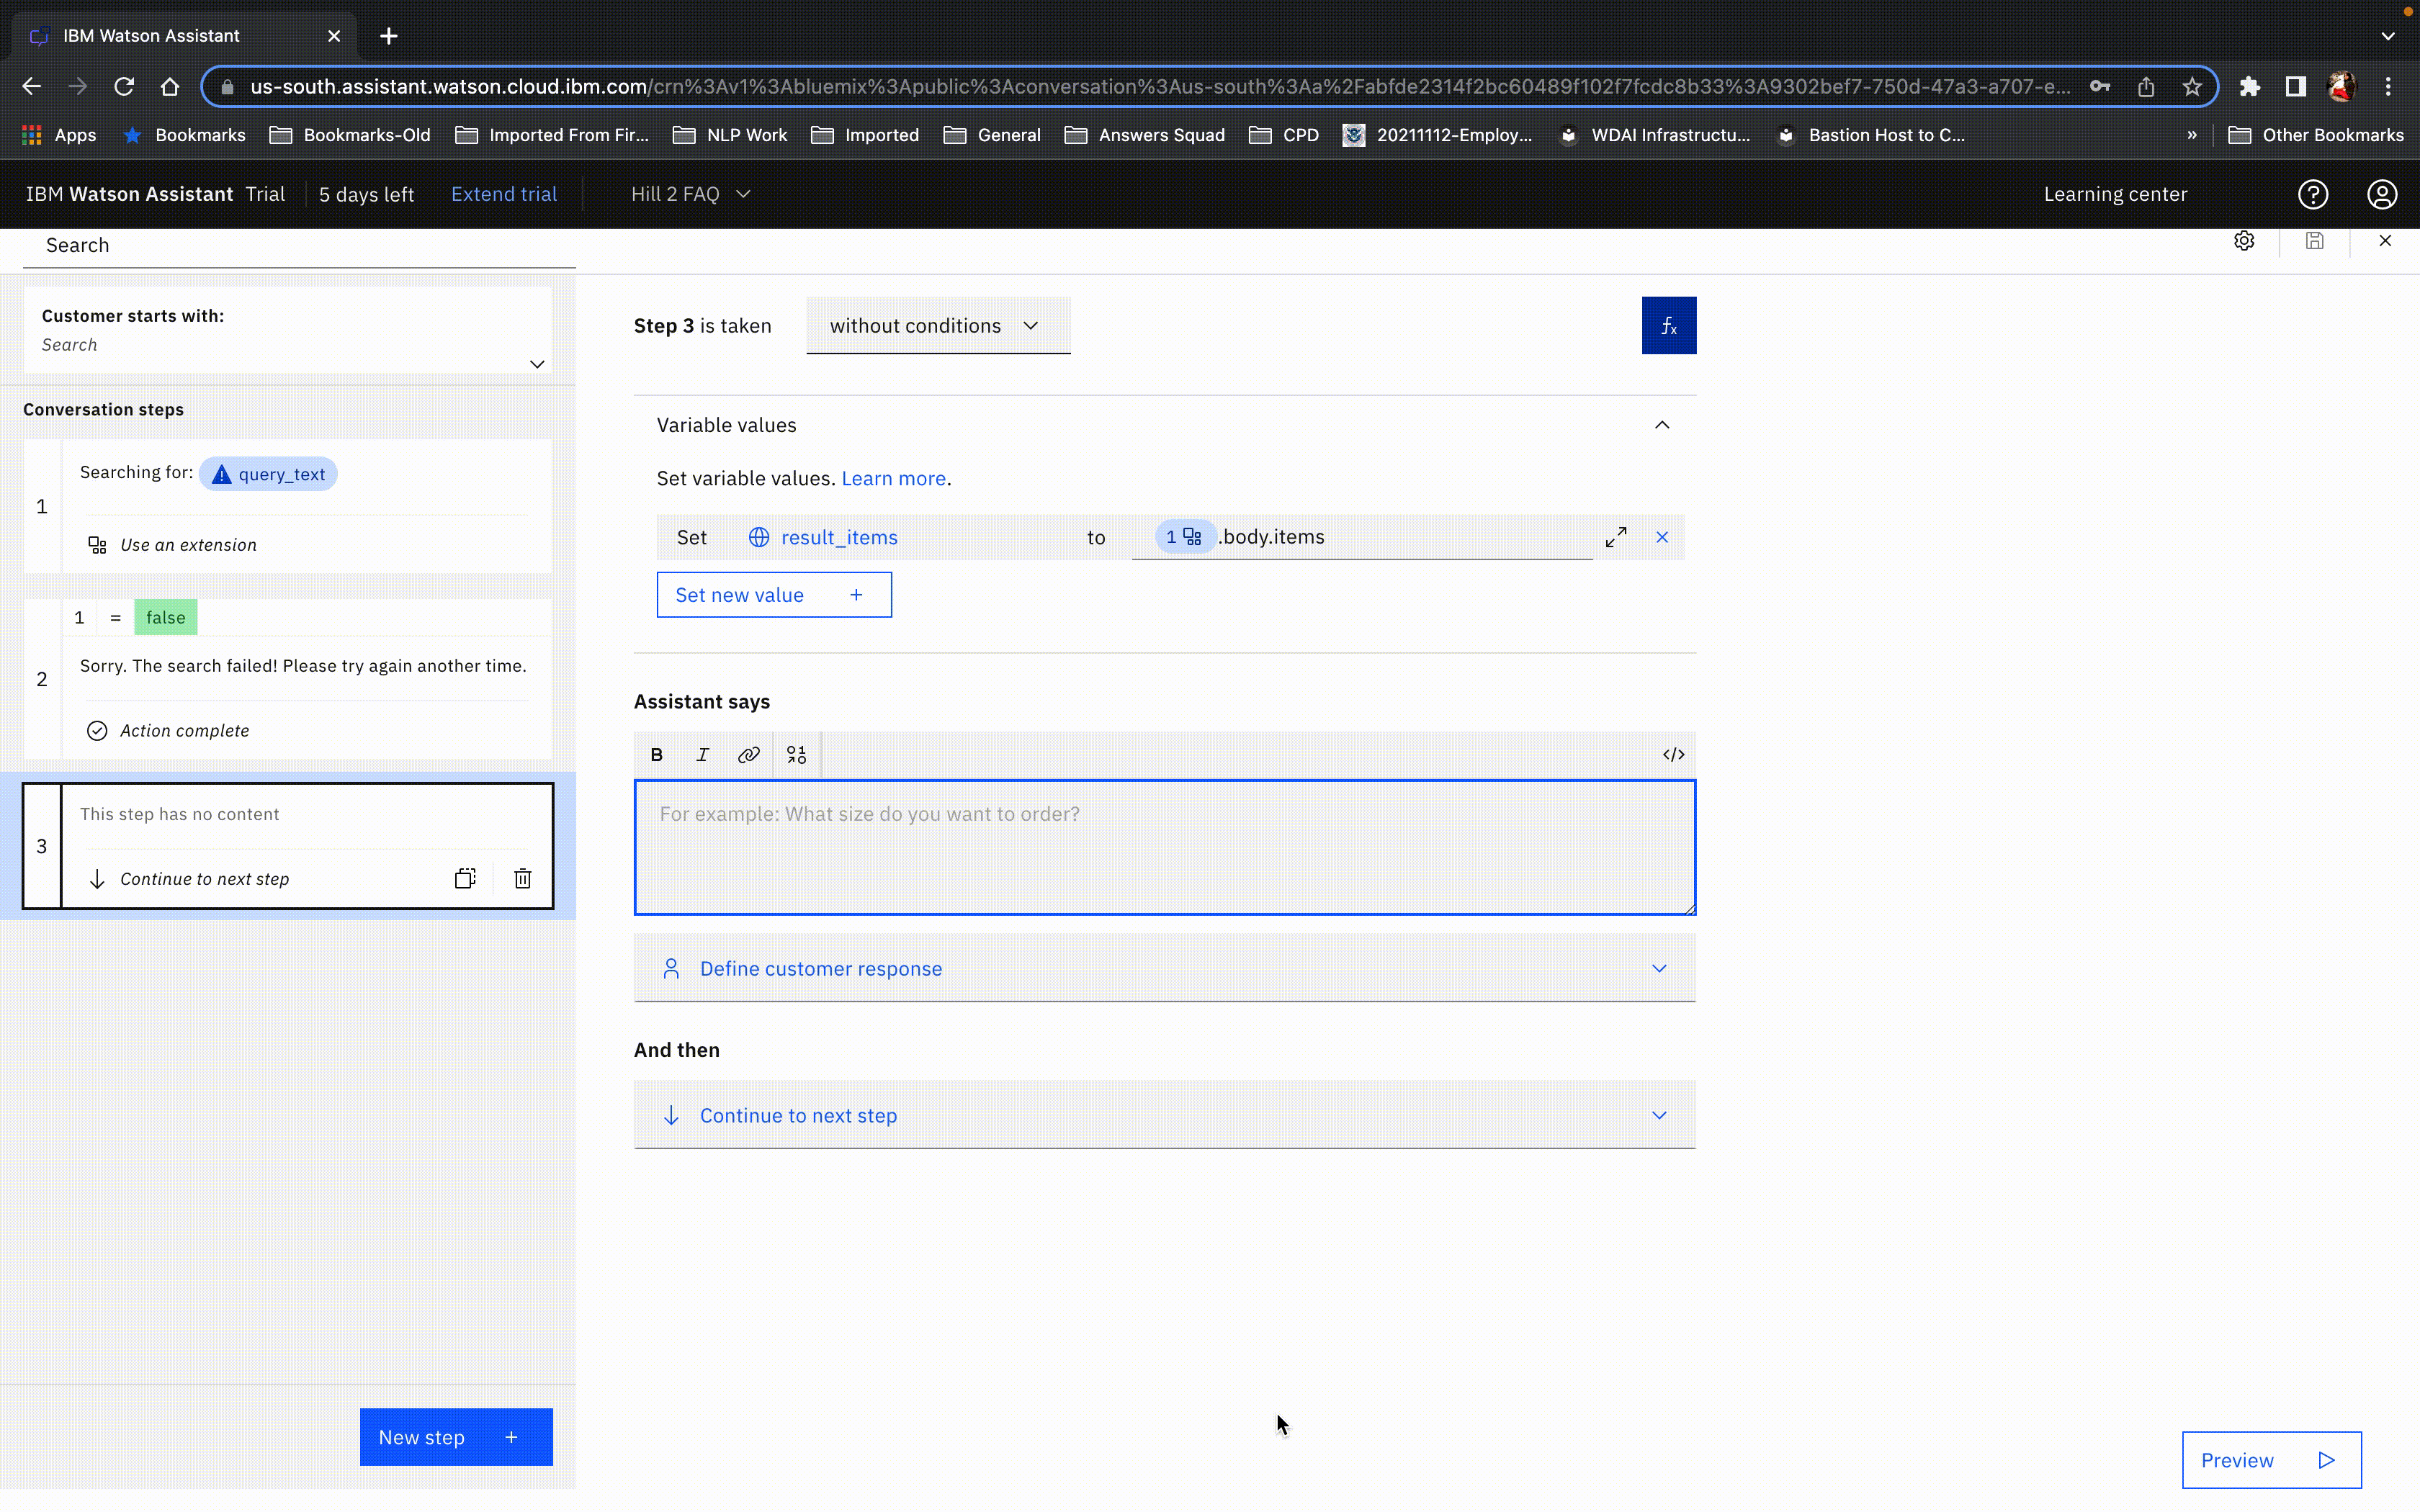 IBM Watson Assistant
us-south.assistant.watson.cloud.ibm.com/crn%3Av1%3Abluemix%3Apublic%3Aconversation%3Aus-south%3Aa%2Fabfde2314f2bc60489f102f7fcdc8b33%3A9302bef7-750d-47a3-a707-e...
Apps Bookmarks Bookmarks-Old Imported From Fir... NLP Work Imported General Answers Squad CPD 20211112-Employ... WDAI Infrastructu... Bastion Host to C... » Other Bookmarks
IBM Watson Assistant Trial 5 days left Extend trial Hill 2 FAQ Learning center
Search
Customer starts with:
Search
Conversation steps
1
Searching for: query_text
Use an extension
2
1 = false
Sorry. The search failed! Please try again another time.
Action complete
3
This step has no content
Continue to next step
New step +
Step 3 is taken without conditions fx
Variable values
Set variable values. Learn more.
Set result_items to 1 .body.items
Set new value +
Assistant says
B I </>
For example: What size do you want to order?
Define customer response
And then
Continue to next step
Preview